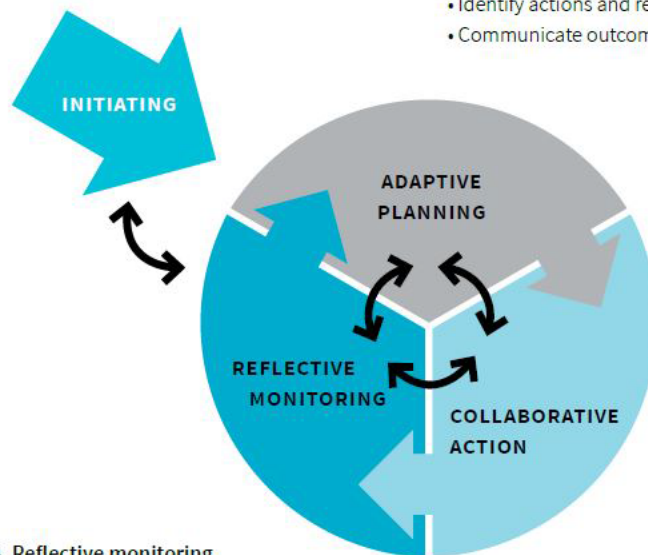 • Identify actions and re
• Communicate outcom
INITIATING
ADAPTIVE
PLANNING
REFLECTIVE
MONITORING
COLLABORATIVE
ACTION
Reflective monitoring